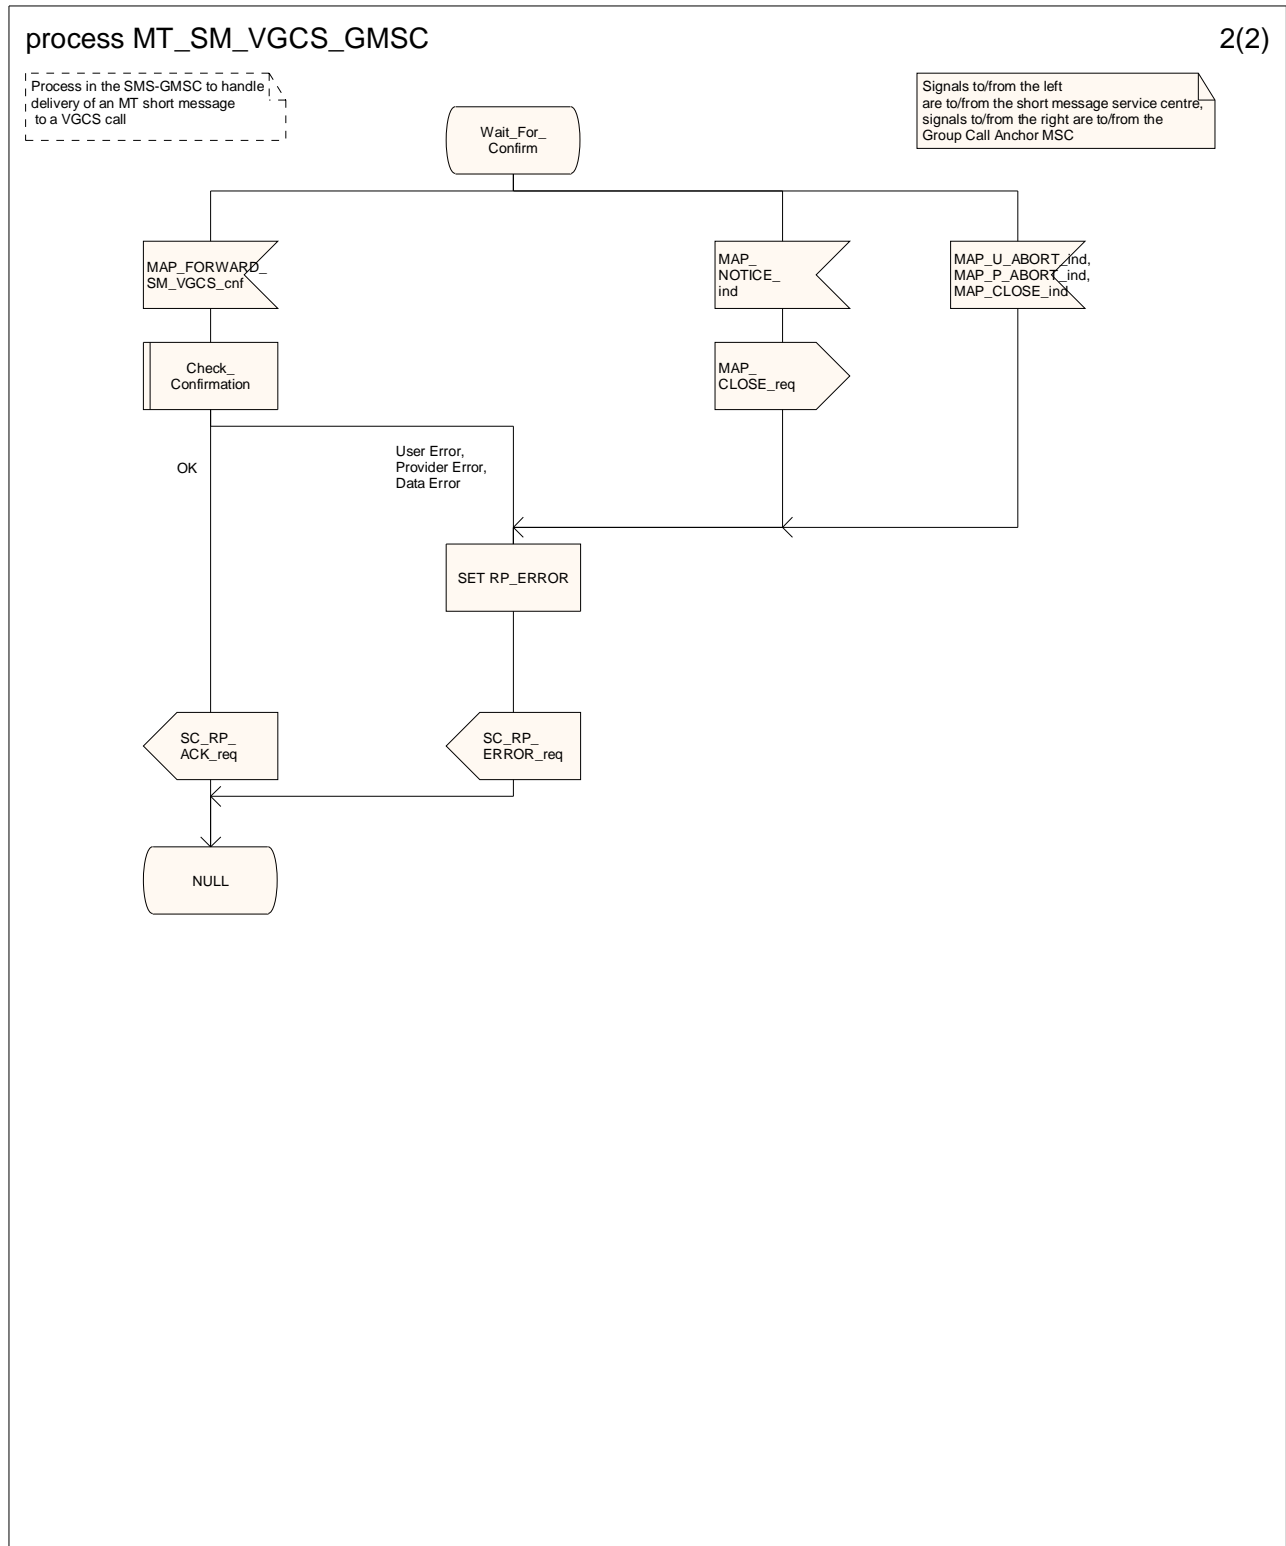 process MT_SM_VGCS_GMSC
2(2)
Process in the SMS-GMSC to handle
delivery of an MT short message
to a VGCS call
Signals to/from the left
are to/from the short message service centre,
signals to/from the right are to/from the
Group Call Anchor MSC
Wait_For_
Confirm
MAP_FORWARD_
SM_VGCS_cnf
MAP_
NOTICE_
ind
MAP_U_ABORT_ind,
MAP_P_ABORT_ind,
MAP_CLOSE_ind
Check_
Confirmation
MAP_
CLOSE_req
OK
User Error,
Provider Error,
Data Error
SET RP_ERROR
SC_RP_
ACK_req
SC_RP_
ERROR_req
NULL